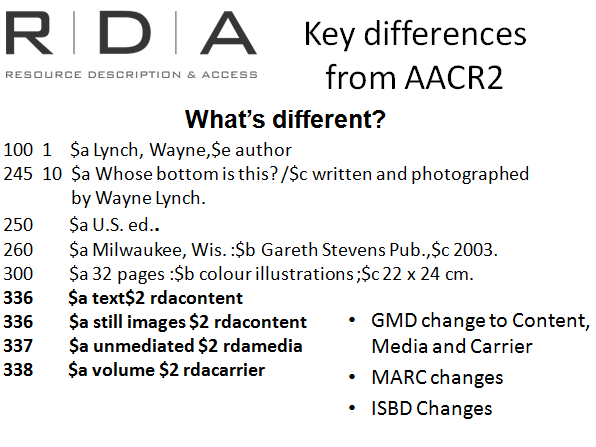 R|D|A
RESOURCE DESCRIPTION & ACCESS
Key differences
from AACR2
What's different?
100 1 $a Lynch, Wayne,$e author
245 10 $a Whose bottom is this? /$c written and photographed
by Wayne Lynch.
250 $a U.S. ed..
260 $a Milwaukee, Wis. :$b Gareth Stevens Pub.,$c 2003.
300 $a 32 pages :$b colour illustrations ;$c 22 x 24 cm.
336 $a text$2 rdacontent
336 $a still images $2 rdacontent
337 $a unmediated $2 rdamedia
338 $a volume $2 rdacarrier
• GMD change to Content,
Media and Carrier
• MARC changes
• ISBD Changes